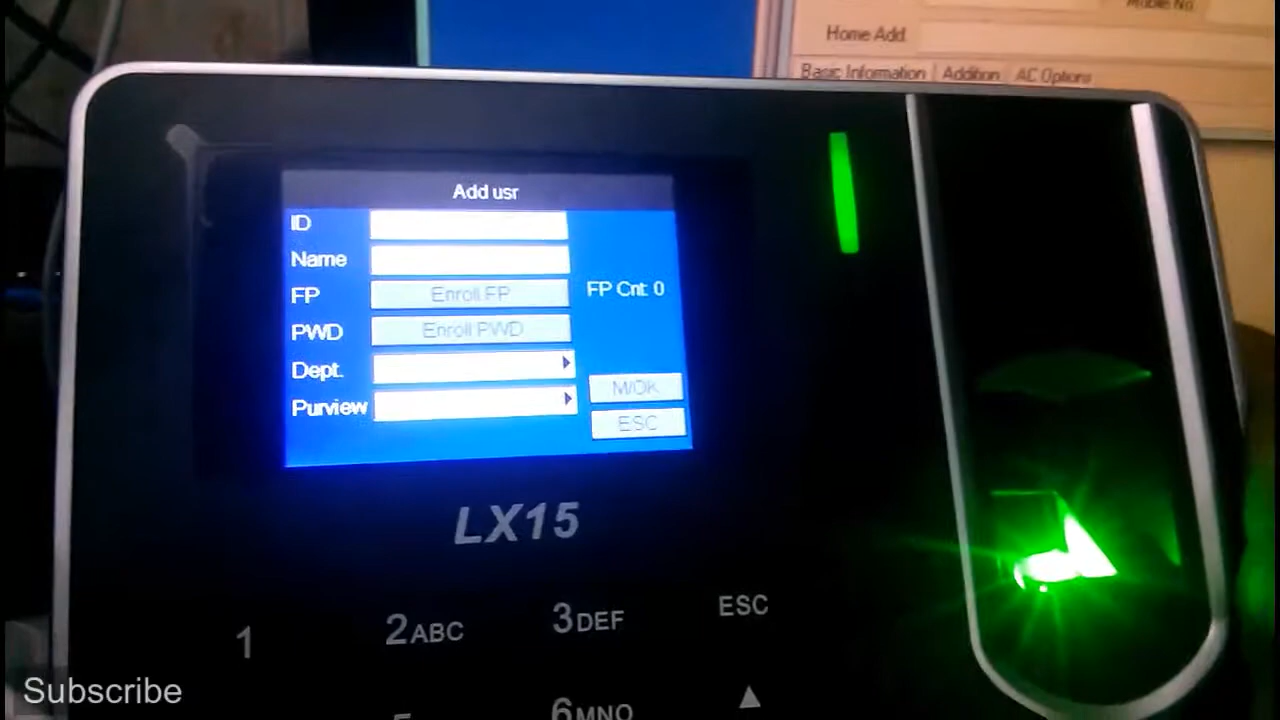 Mobile No
Home Add
Basic Information Addition AC Options
Add usr
ID
Name
FP Enroll FP FP Cnt: 0
PWD Enroll PWD
Dept.
Purview M/OK
ESC
LX15
1 2ABC 3DEF ESC
6MNO ▲
Subscribe